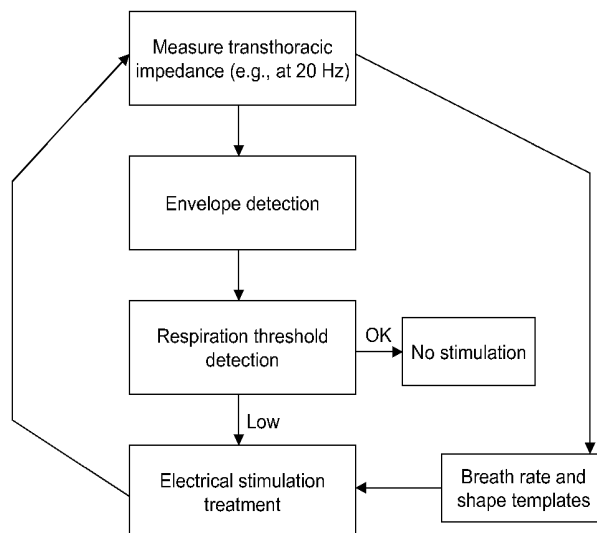 Measure transthoracic
impedance (e.g., at 20 Hz)
Envelope detection
Respiration threshold
detection
OK
No stimulation
Low
Electrical stimulation
treatment
Breath rate and
shape templates